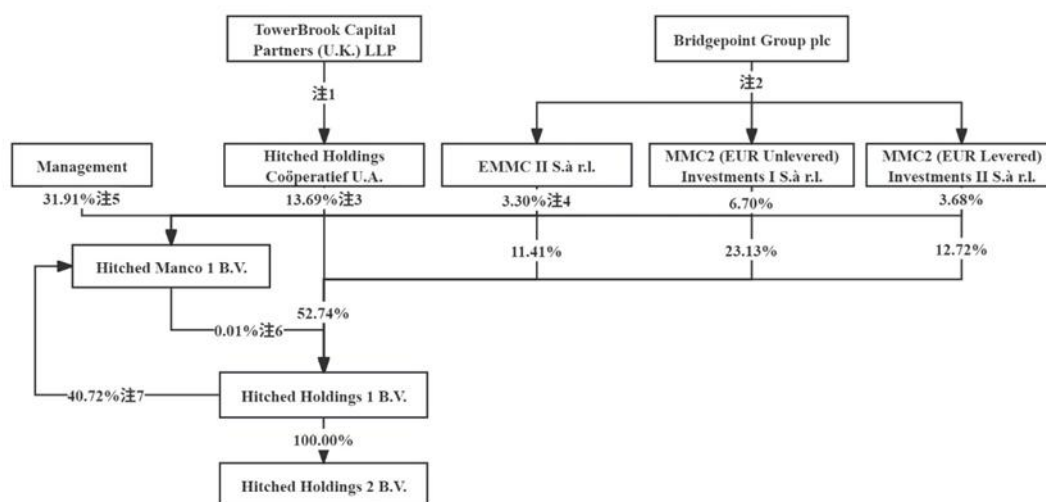 TowerBrook Capital
Partners (U.K.) LLP
Bridgepoint Group plc
注1
注2
Management
Hitched Holdings
Coöperatief U.A.
EMMC II S.à r.l.
MMC2 (EUR Unlevered)
Investments I S.à r.l.
MMC2 (EUR Levered)
Investments II S.à r.l.
31.91%注5
13.69%注3
3.30%注4
6.70%
3.68%
Hitched Manco 1 B.V.
11.41%
23.13%
12.72%
52.74%
0.01%注6
40.72%注7
Hitched Holdings 1 B.V.
100.00%
Hitched Holdings 2 B.V.